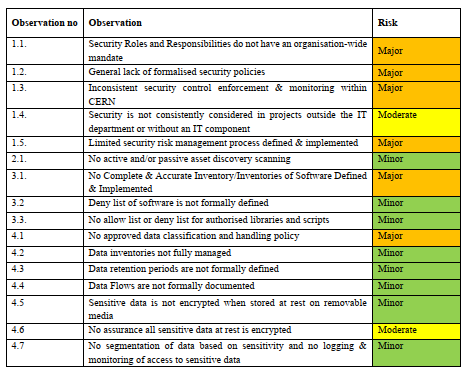 Observation no Observation Risk
1.1. Security Roles and Responsibilities do not have an organisation-wide Major
mandate
1.2. General lack of formalised security policies Major
1.3. Inconsistent security control enforcement & monitoring within Major
CERN
1.4. Security is not consistently considered in projects outside the IT Moderate
department or without an IT component
1.5. Limited security risk management process defined & implemented Major
2.1. No active and/or passive asset discovery scanning Minor
3.1. No Complete & Accurate Inventory/Inventories of Software Defined Major
& Implemented
3.2 Deny list of software is not formally defined Minor
3.3. No allow list or deny list for authorised libraries and scripts Minor
4.1 No approved data classification and handling policy Major
4.2 Data inventories not fully managed Minor
4.3 Data retention periods are not formally defined Minor
4.4 Data Flows are not formally documented Minor
4.5 Sensitive data is not encrypted when stored at rest on removable Minor
media
4.6 No assurance all sensitive data at rest is encrypted Moderate
4.7 No segmentation of data based on sensitivity and no logging & Minor
monitoring of access to sensitive data